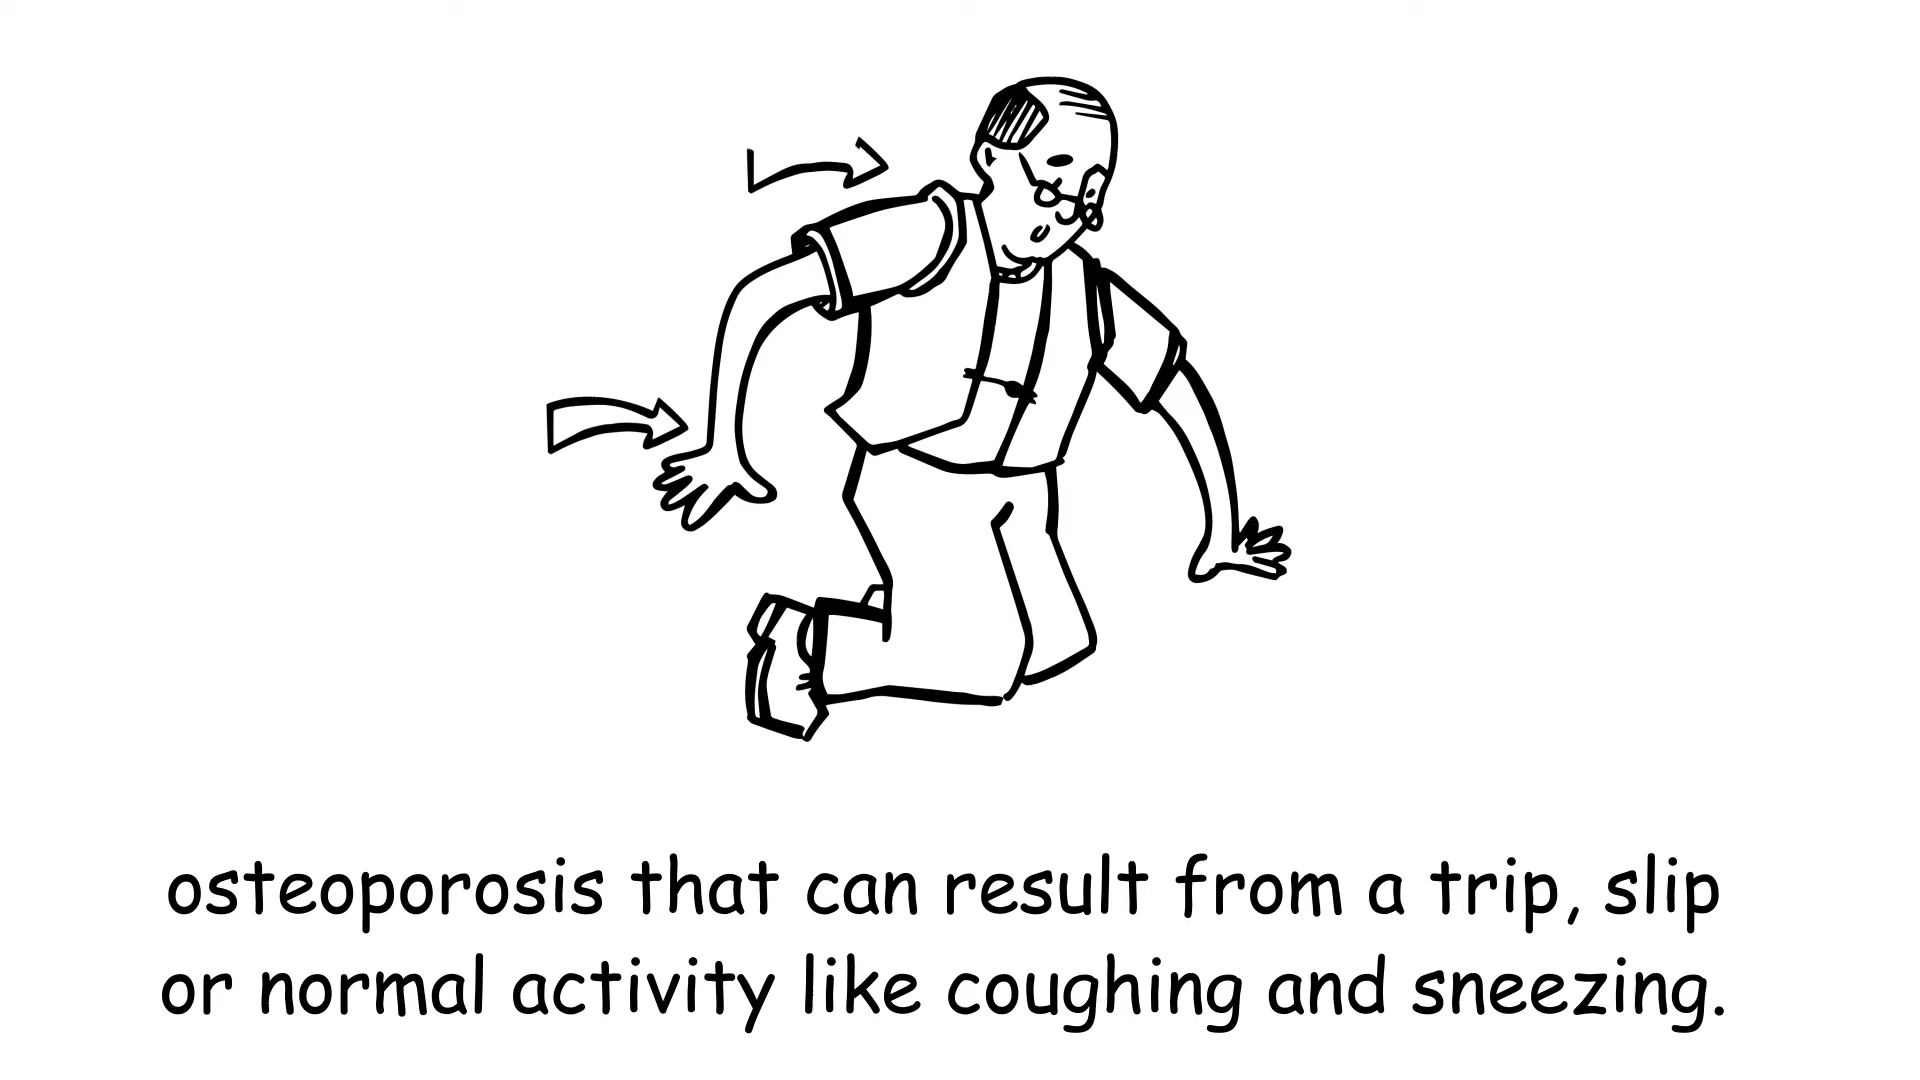 osteoporosis that can result from a trip, slip
or normal activity like coughing and sneezing.